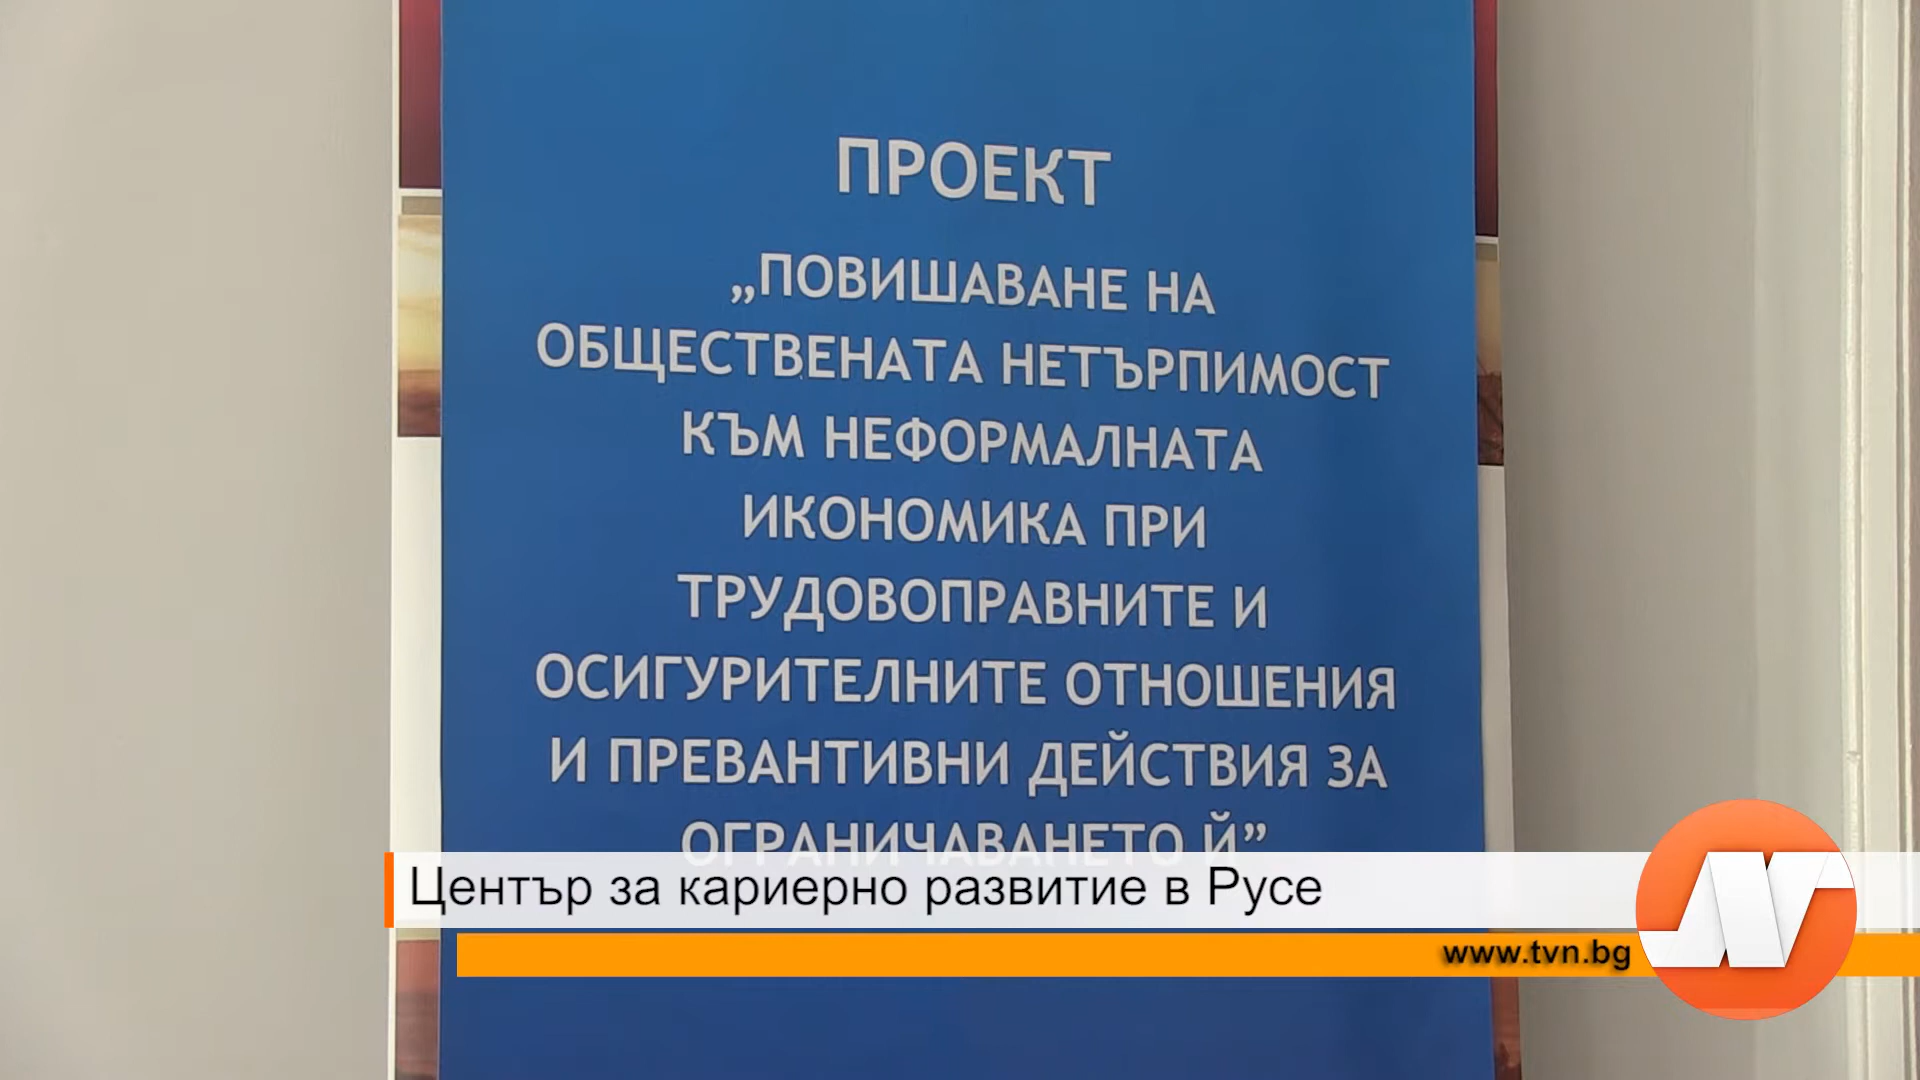 ПРОЕКТ
„ПОВИШАВАНЕ НА
ОБЩЕСТВЕНАТА НЕТЪРПИМОСТ
КЪМ НЕФОРМАЛНАТА
ИКОНОМИКА ПРИ
ТРУДОВОПРАВНИТЕ И
ОСИГУРИТЕЛНИТЕ ОТНОШЕНИЯ
И ПРЕВАНТИВНИ ДЕЙСТВИЯ ЗА
ОГРАНИЧАВАНЕТО Й”
Център за кариерно развитие в Русе
www.tvn.bg